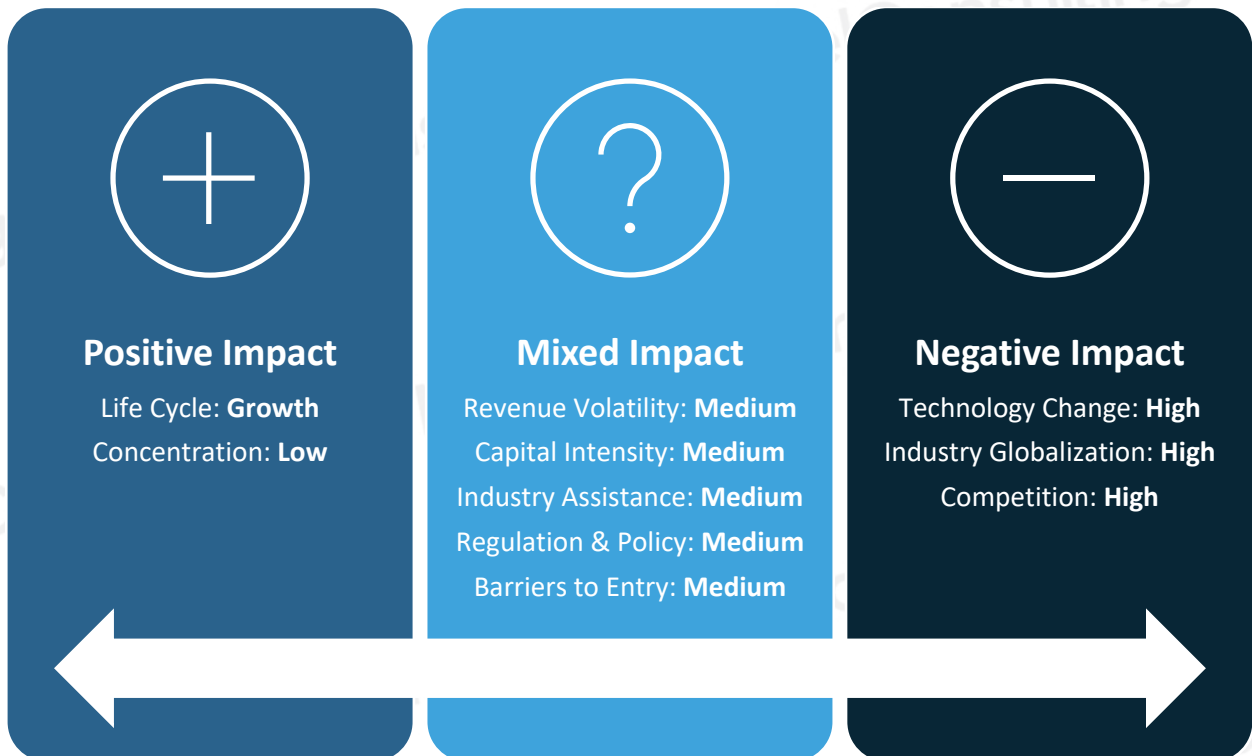 Positive Impact
Life Cycle: Growth
Concentration: Low
Mixed Impact
Revenue Volatility: Medium
Capital Intensity: Medium
Industry Assistance: Medium
Regulation & Policy: Medium
Barriers to Entry: Medium
Negative Impact
Technology Change: High
Industry Globalization: High
Competition: High